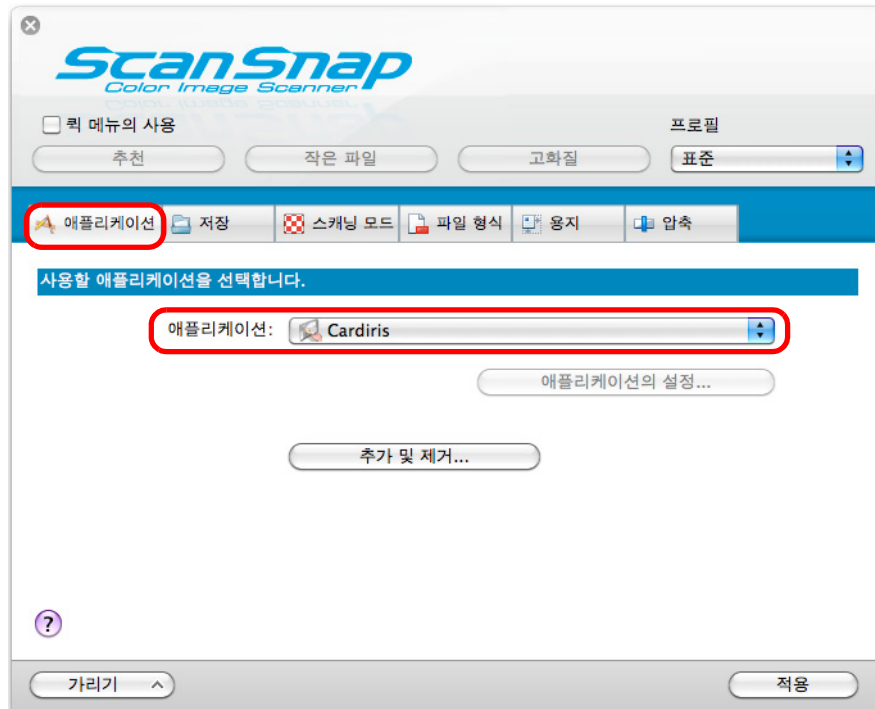 ScanSnap
Color Image Scanner
퀵 메뉴의 사용
프로필
추천 작은 파일 고화질 표준
애플리케이션 저장 스캐닝 모드 파일 형식 용지 압축
사용할 애플리케이션을 선택합니다.
애플리케이션: Cardiris
애플리케이션의 설정...
추가 및 제거...
?
가리기 적용